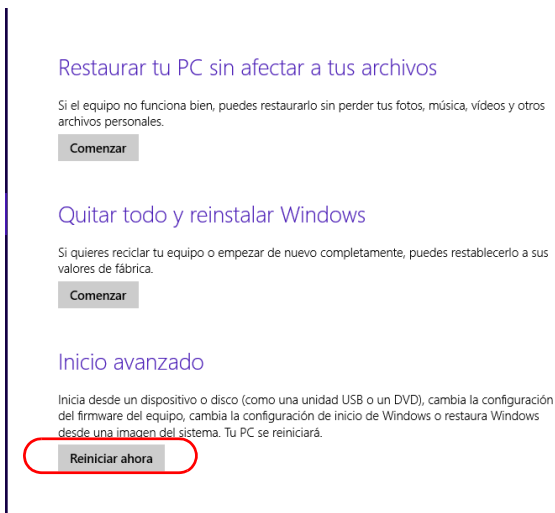 Restaurar tu PC sin afectar a tus archivos
Si el equipo no funciona bien, puedes restaurarlo sin perder tus fotos, música, vídeos y otros
archivos personales.
Comenzar
Quitar todo y reinstalar Windows
Si quieres reciclar tu equipo o empezar de nuevo completamente, puedes restablecerlo a sus
valores de fábrica.
Comenzar
Inicio avanzado
Inicia desde un dispositivo o disco (como una unidad USB o un DVD), cambia la configuración
del firmware del equipo, cambia la configuración de inicio de Windows o restaura Windows
desde una imagen del sistema. Tu PC se reiniciará.
Reiniciar ahora